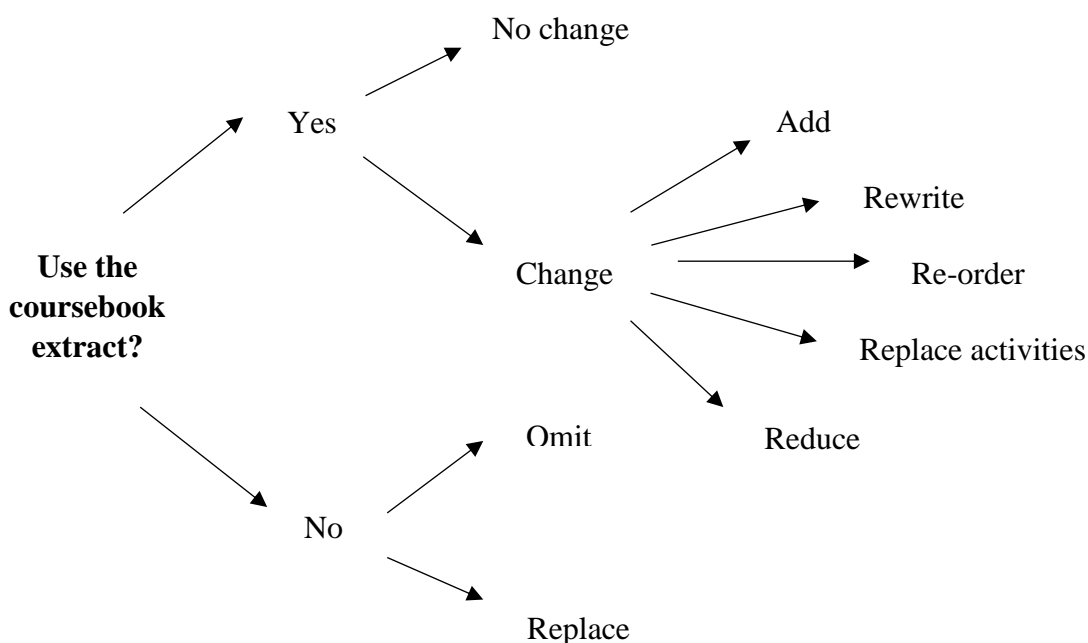 No change
Yes
Add
Rewrite
Use the
coursebook
extract?
Change
Re-order
Replace activities
Omit
Reduce
No
Replace